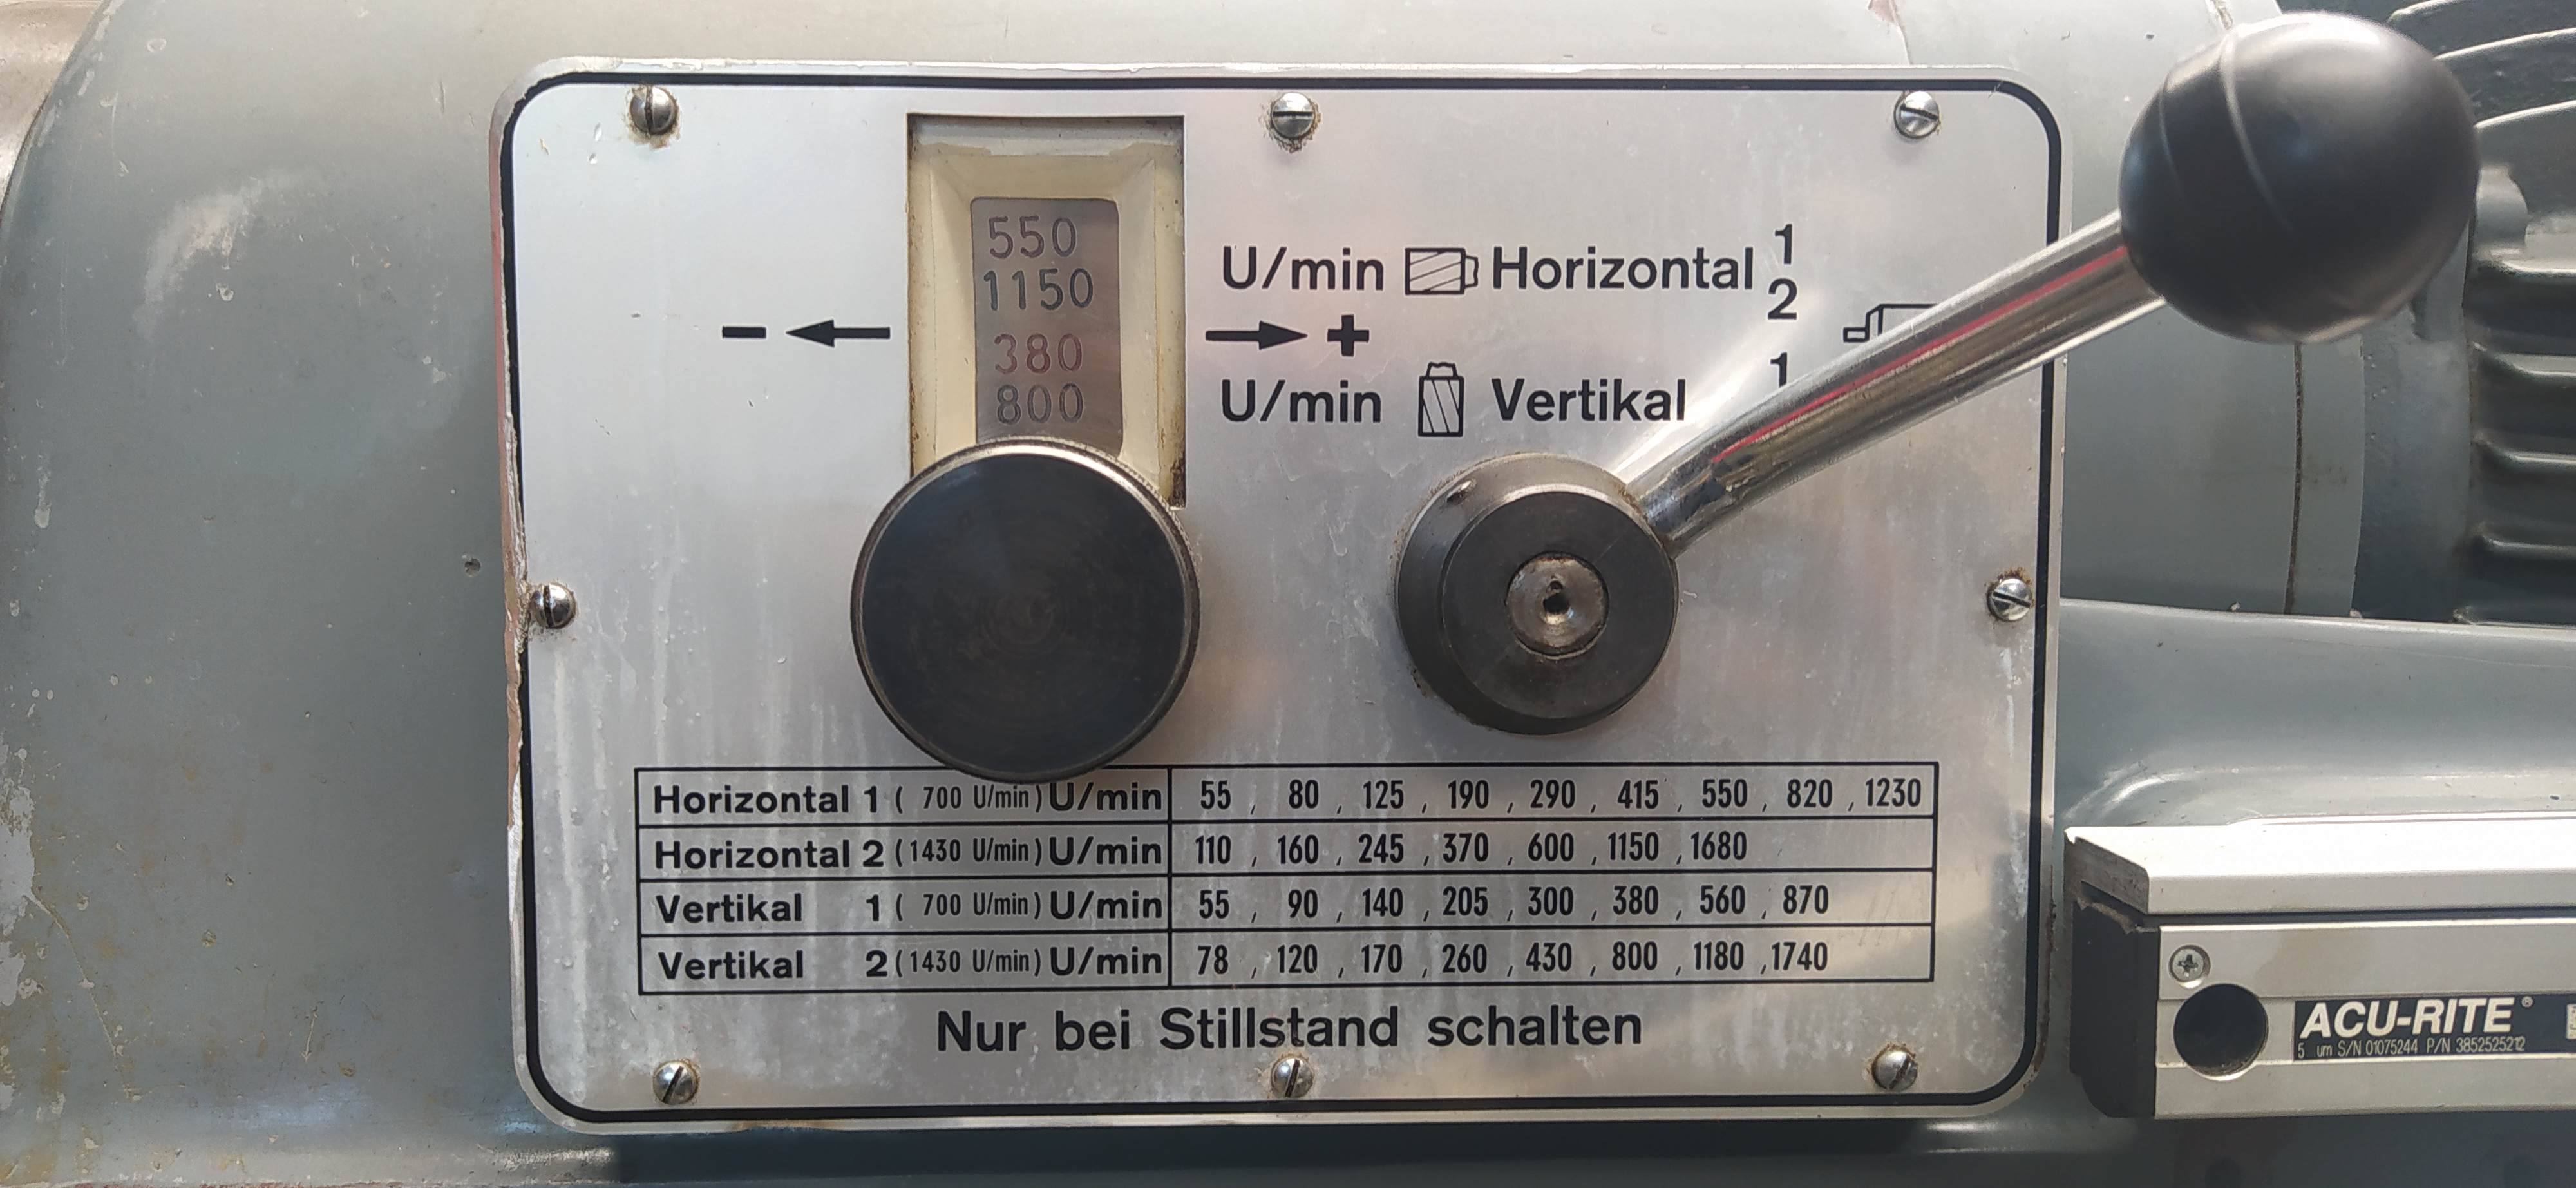 550
1150
380
800
U/min Horizontal 1
2
- +
U/min Vertikal 1
Horizontal 1 ( 700 U/min) U/min 55 , 80 , 125 , 190 , 290 , 415 , 550 , 820 , 1230
Horizontal 2 (1430 U/min) U/min 110 , 160 , 245 , 370 , 600 , 1150 , 1680
Vertikal 1 ( 700 U/min) U/min 55 , 90 , 140 , 205 , 300 , 380 , 560 , 870
Vertikal 2 (1430 U/min) U/min 78 , 120 , 170 , 260 , 430 , 800 , 1180 , 1740
Nur bei Stillstand schalten
ACU-RITE®
5 um S/N 01075244 P/N 3852525212